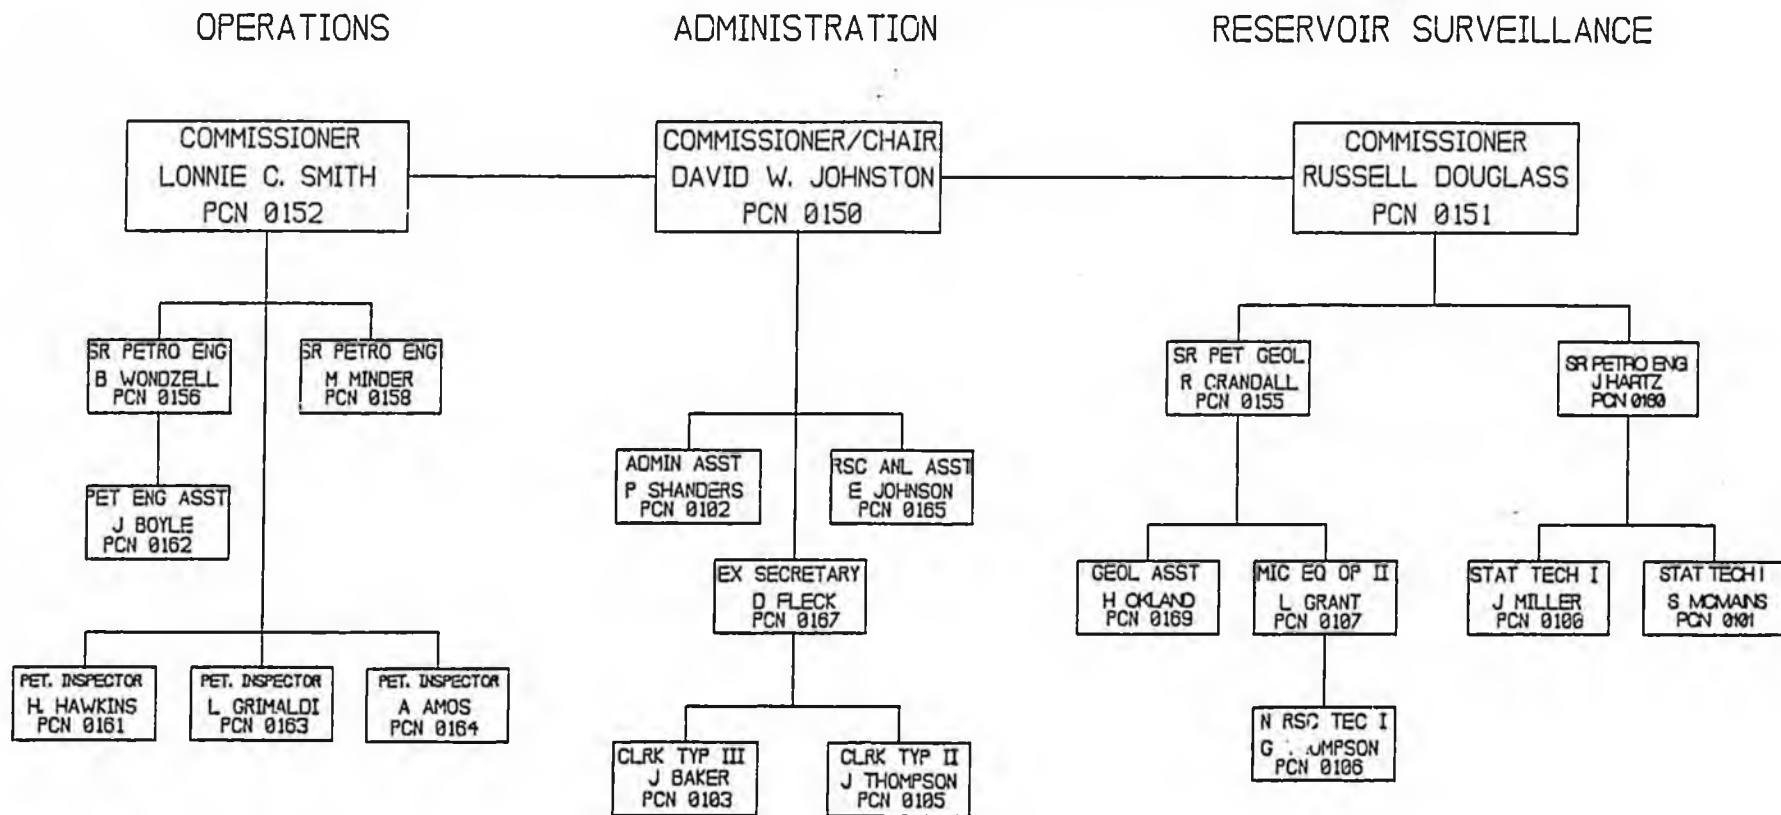 OPERATIONS
ADMINISTRATION
RESERVOIR SURVEILLANCE
COMMISSIONER
LONNIE C. SMITH
PCN 0152
COMMISSIONER/CHAIR
DAVID W. JOHNSTON
PCN 0150
COMMISSIONER
RUSSELL DOUGLASS
PCN 0151
SR PETRO ENG
B WONDZELL
PCN 0156
SR PETRO ENG
M MINDER
PCN 0158
SR PET GEOL
R CRANDALL
PCN 0155
SR PETRO ENG
J HARTZ
PCN 0160
ADMIN ASST
P SHANDERS
PCN 0102
RSC ANL ASST
E JOHNSON
PCN 0165
PET ENG ASST
J BOYLE
PCN 0162
EX SECRETARY
D FLECK
PCN 0167
GEOL ASST
H OKLAND
PCN 0169
MIC EQ OP II
L GRANT
PCN 0107
STAT TECH I
J MILLER
PCN 0100
STAT TECH I
S MCMAINS
PCN 0101
PET. INSPECTOR
H. HAWKINS
PCN 0161
PET. INSPECTOR
L GRIMALDI
PCN 0163
PET. INSPECTOR
A AMOS
PCN 0164
CLRK TYP III
J BAKER
PCN 0103
CLRK TYP II
J THOMPSON
PCN 0105
N RSC TEC I
G
PCN 0106